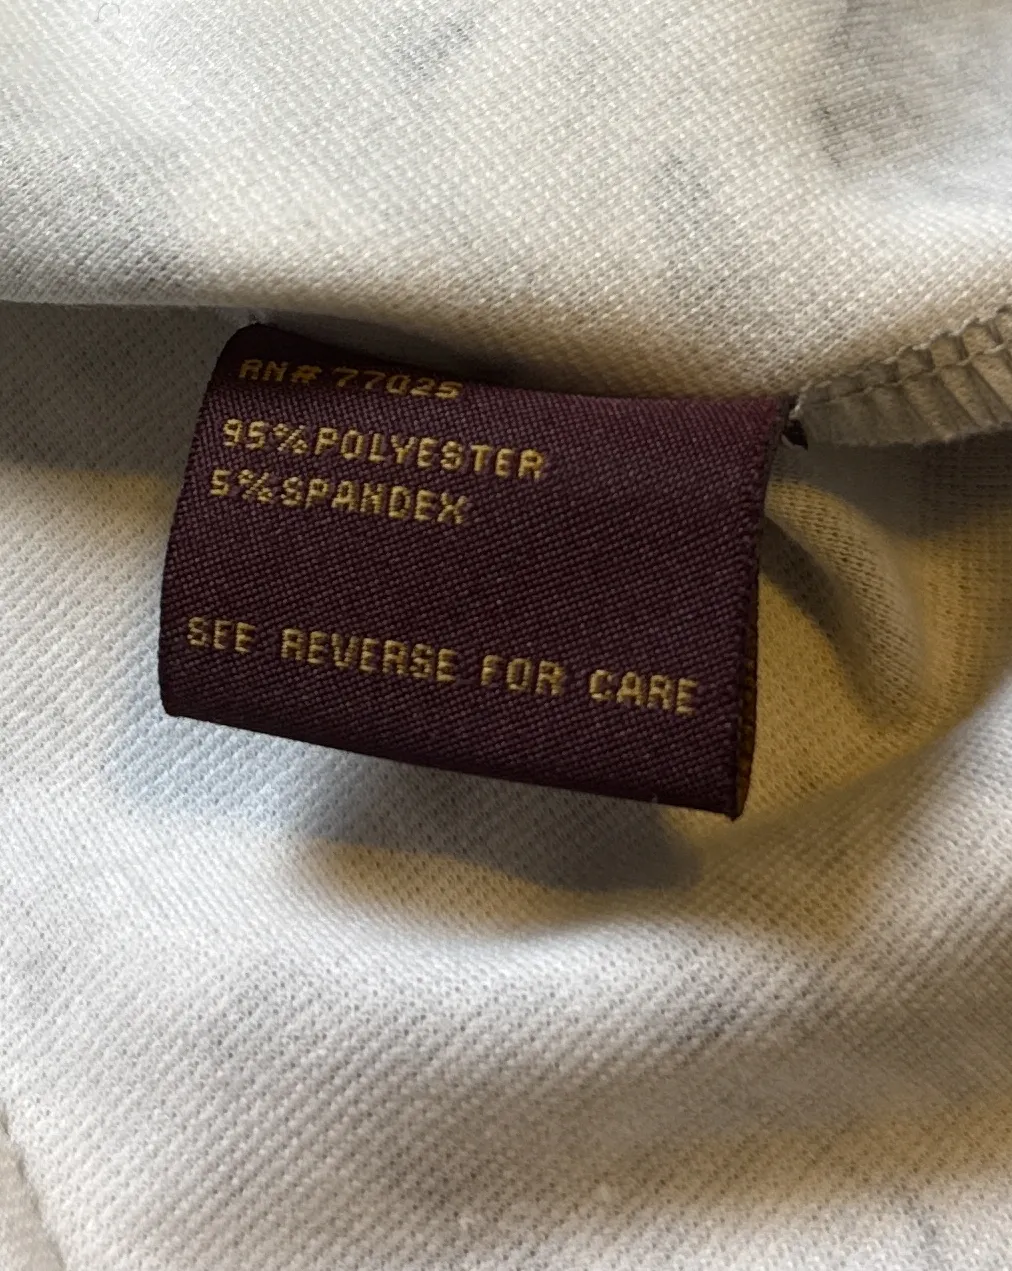 RN# 77025
95% POLYESTER
5% SPANDEX
SEE REVERSE FOR CARE